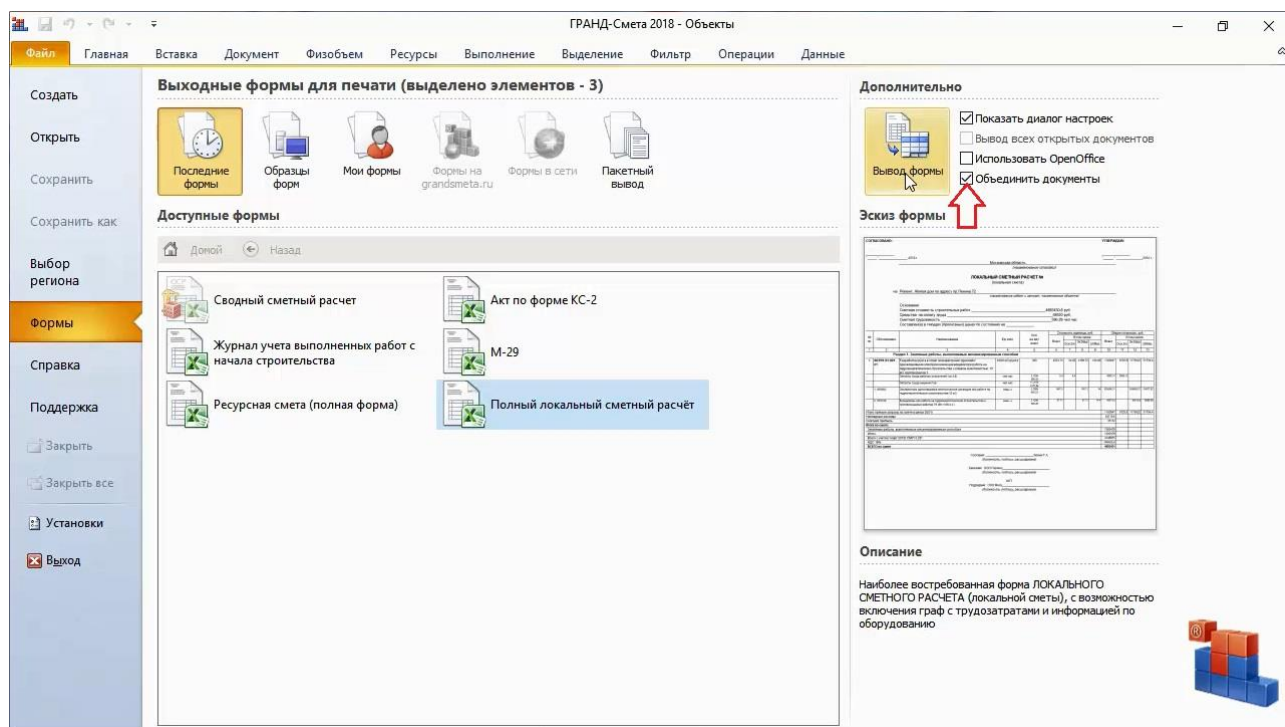 ГРАНД-Смета 2018 - Объекты
Файл Главная Вставка Документ Физобъем Ресурсы Выполнение Выделение Фильтр Операции Данные
Создать
Открыть
Сохранить
Сохранить как
Выбор
региона
Формы
Справка
Поддержка
Закрыть
Закрыть все
Установки
Выход
Выходные формы для печати (выделено элементов - 3)
Последние
формы
Образцы
форм
Мои формы
Формы на
grandsmeta.ru
Формы в сети
Пакетный
вывод
Доступные формы
Домой Назад
Сводный сметный расчет
Акт по форме КС-2
Журнал учета выполненных работ с
начала строительства
М-29
Ресурсная смета (полная форма)
Полный локальный сметный расчёт
Дополнительно
Вывод формы
Показать диалог настроек
Вывод всех открытых документов
Использовать OpenOffice
Объединить документы
Эскиз формы
ЛОКАЛЬНЫЙ СМЕТНЫЙ РАСЧЕТ №
Описание
Наиболее востребованная форма ЛОКАЛЬНОГО
СМЕТНОГО РАСЧЕТА (локальной сметы), с возможностью
включения граф с трудозатратами и информацией по
оборудованию
®